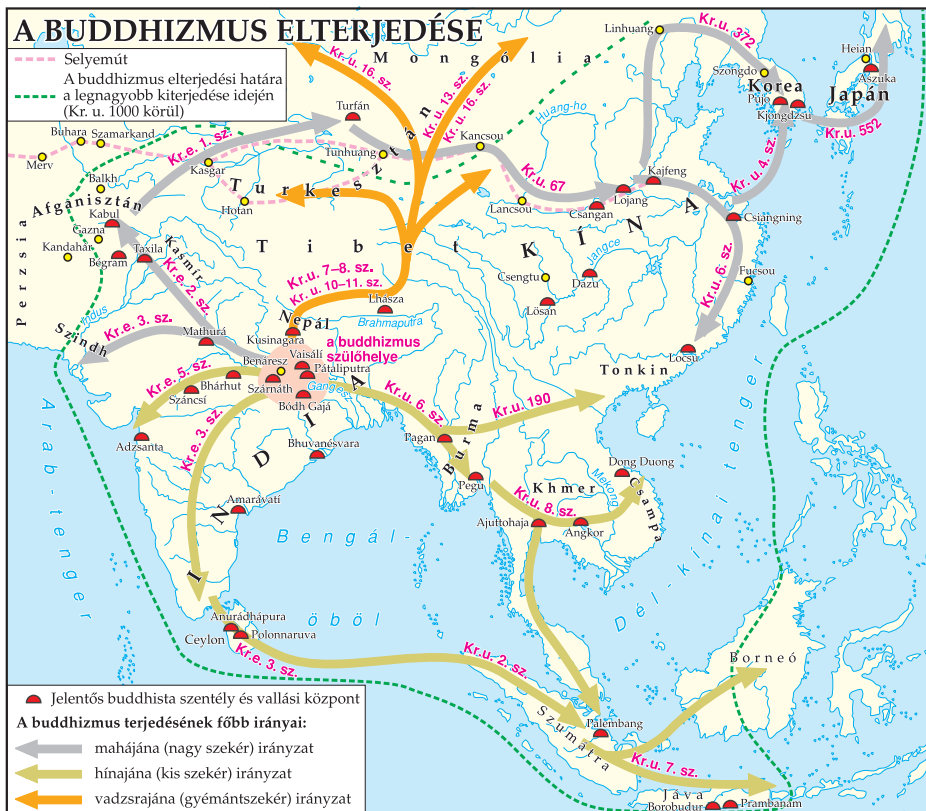 A BUDDHIZMUS ELTERJEDÉSE
Selyemút
A buddhizmus elterjedési határa
a legnagyobb kiterjedése idején
(Kr. u. 1000 körül)
Kr. u. 16. sz.
Mongólia
Kr. u. 13. sz.
Kr. u. 16. sz.
Linhuang
Kr. u. 372
Heian
Aszuka
Szongdo
Korea
Pujo
Kjongdzsu
Japán
Kr. u. 552
Kr. u. 4. sz.
Huang-ho
Turfán
Buhara
Szamarkand
Kr.e. 1. sz.
Tunhuang
Kancsou
Merv
Kasgar
Kr.u. 67
Kajfeng
Lojang
Balkh
Turkesztán
Hotan
Lancsou
Csangan
Csiangning
Afganisztán
Kabul
Gazna
Kandahár
Bégram
Taxila
Kasmír
Perzsia
Tibet
KÍNA
Jangce
Csengtu
Dazu
Lösan
Fucsou
Kr.u. 6. sz.
Kr.e. 2. sz.
Kr.u. 7–8. sz.
Kr. u. 10–11. sz.
Lhásza
Brahmaputra
Indus
Szindh
Kr.e. 3. sz.
Mathurá
Nepál
Kusinagara
a buddhizmus
szülőhelye
Benáresz
Vaisálí
Pátaliputra
Szárnáth
Ganges
Bódh Gajá
Locsu
Tonkin
Kr.e. 5. sz.
Bhárhut
Száncsí
Adzsanta
Kr.e. 3. sz.
INDIA
Kr.u. 6. sz.
Kr.u. 190
Pagan
Burma
Bhuvanésvara
Pegu
Dong Duong
Khmer
Mekong
Csampa
Kr.u. 8. sz.
Ajuttohaja
Angkor
Amarávatí
Arab-tenger
Bengál-
öböl
Dél-kínai tenger
Anurádhápura
Ceylon
Polonnaruva
Kr.e. 3. sz.
Kr.u. 2. sz.
Borneó
Szumátra
Palembang
Kr.u. 7. sz.
Jáva
Borobudur
Prambanam
Jelentős buddhista szentély és vallási központ
A buddhizmus terjedésének főbb irányai:
mahájána (nagy szekér) irányzat
hínajána (kis szekér) irányzat
vadzsrajána (gyémántszekér) irányzat